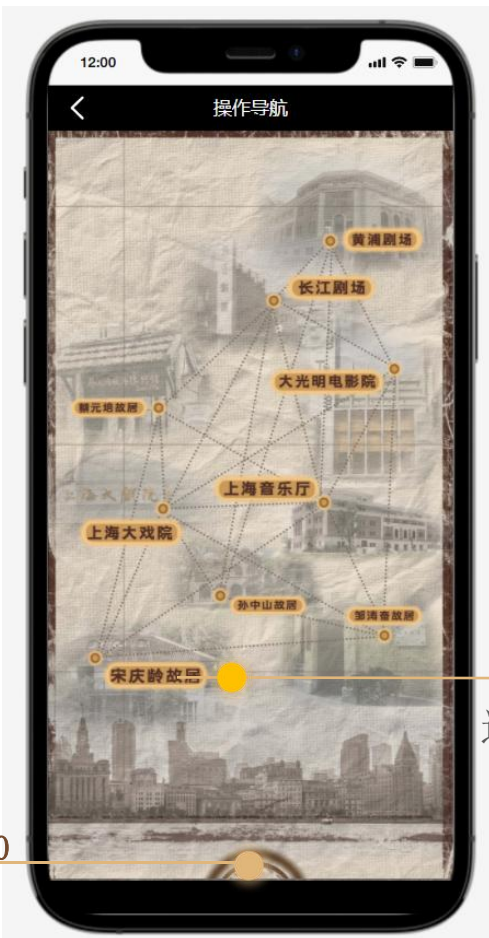 12:00
操作导航
黄浦剧场
长江剧场
大光明电影院
蔡元培故居
上海音乐厅
上海大戏院
孙中山故居
邹涛奋故居
宋庆龄故居